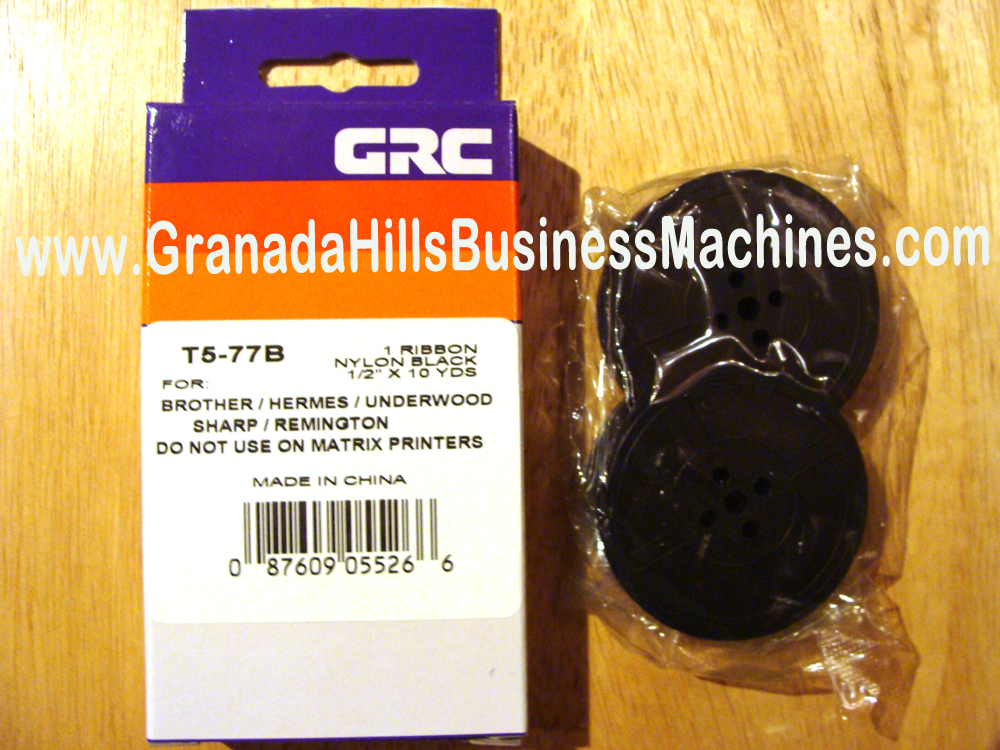 GRC
www.GranadaHillsBusinessMachines.com
T5-77B
1 RIBBON
NYLON BLACK
1/2" X 10 YDS
FOR:
BROTHER / HERMES / UNDERWOOD
SHARP / REMINGTON
DO NOT USE ON MATRIX PRINTERS
MADE IN CHINA
0 87609 05526 6